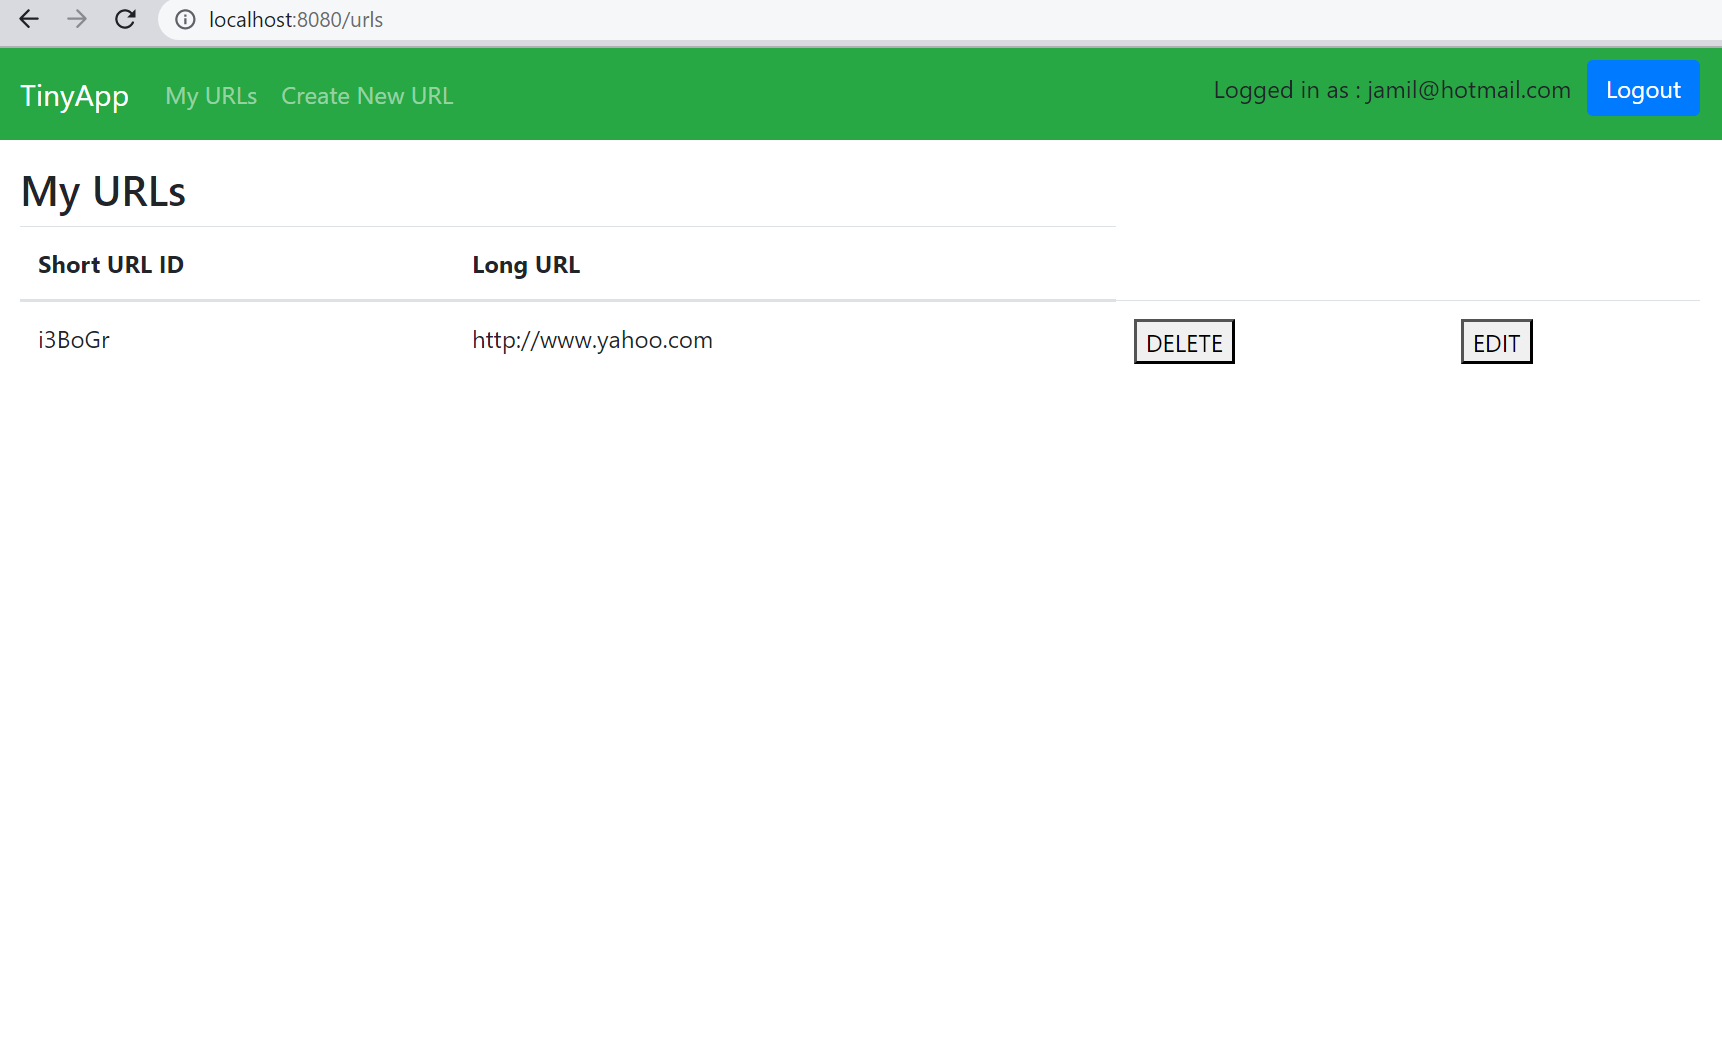 localhost:8080/urls
TinyApp My URLs Create New URL Logged in as : jamil@hotmail.com Logout
My URLs
Short URL ID Long URL
i3BoGr http://www.yahoo.com DELETE EDIT